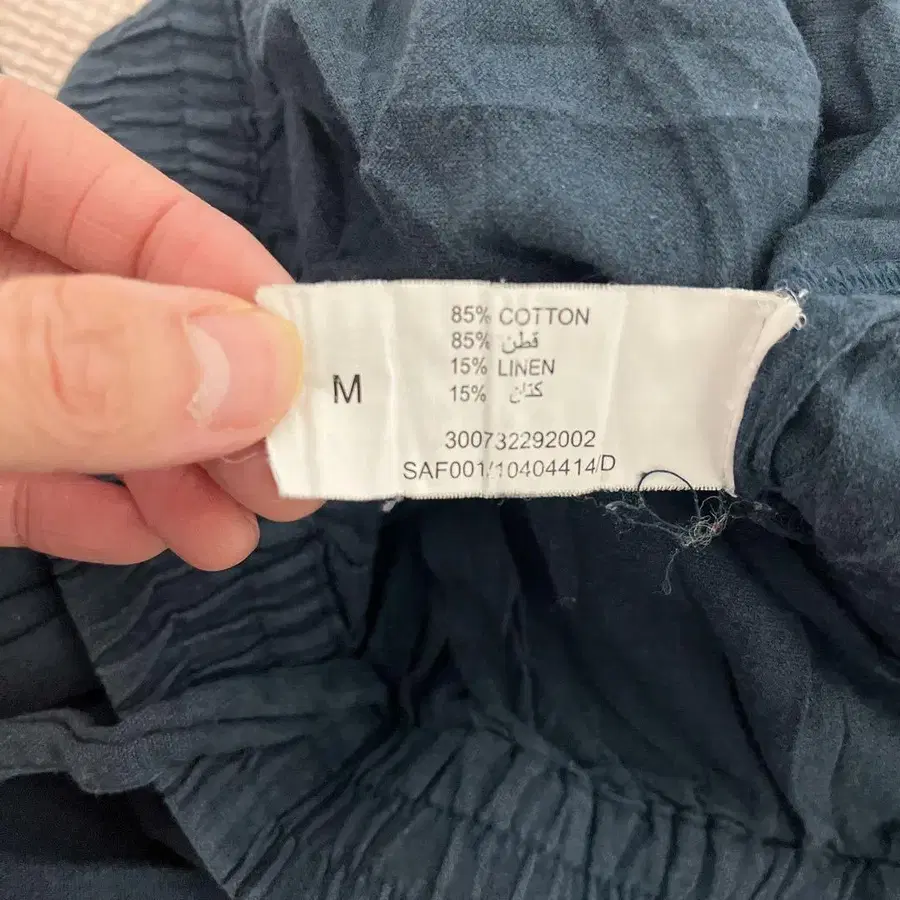 85% COTTON
85% قطن
15% LINEN
M
15% كتان
300732292002
SAF001/10404414/D